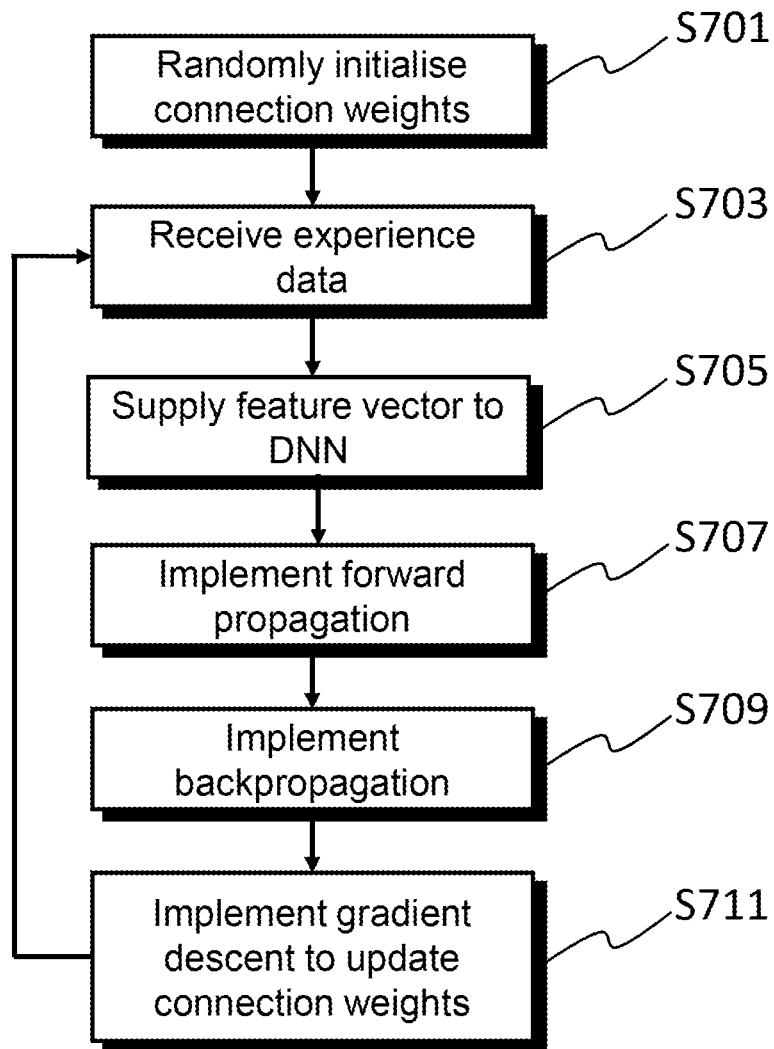 S701
Randomly initialise
connection weights
S703
Receive experience
data
S705
Supply feature vector to
DNN
S707
Implement forward
propagation
S709
Implement
backpropagation
S711
Implement gradient
descent to update
connection weights